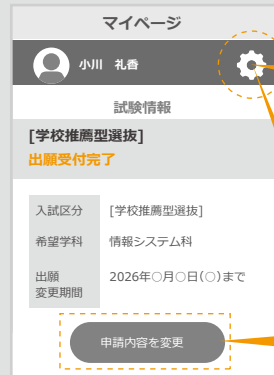 マイページ
小川 礼香
試験情報
[学校推薦型選抜]
出願受付完了
入試区分 [学校推薦型選抜]
希望学科 情報システム科
出願
変更期間 2026年○月○日(○)まで
申請内容を変更